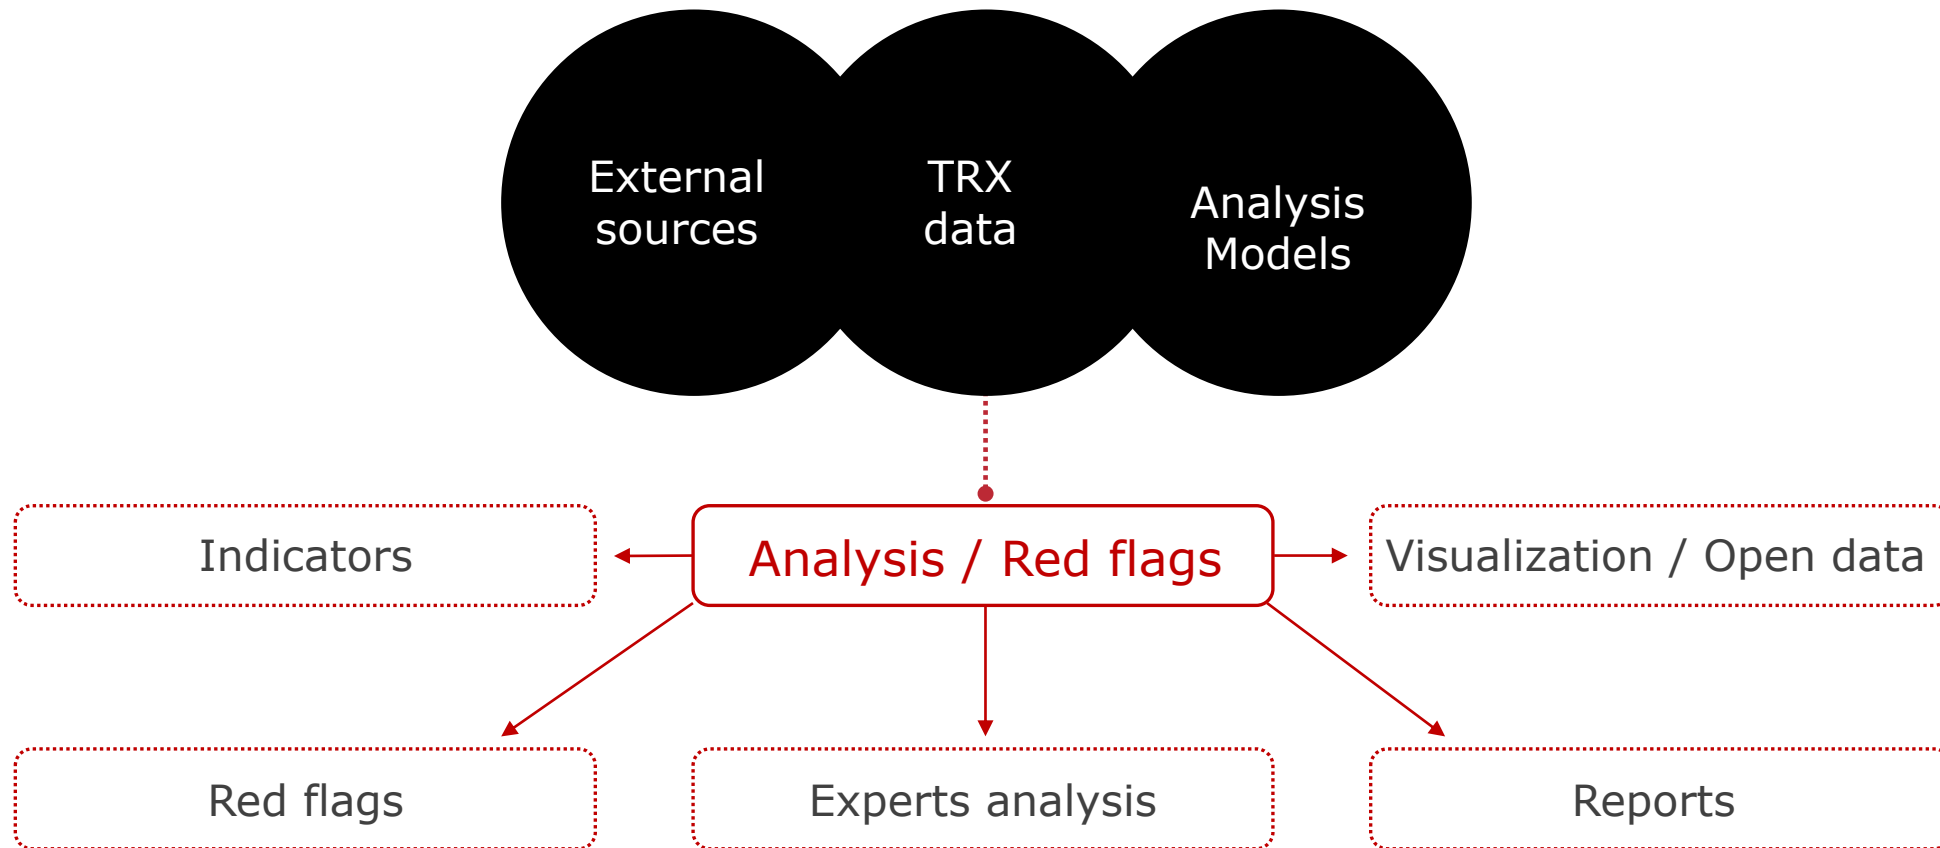 External
sources
TRX
data
Analysis
Models
Analysis / Red flags
Indicators
Visualization / Open data
Red flags
Experts analysis
Reports